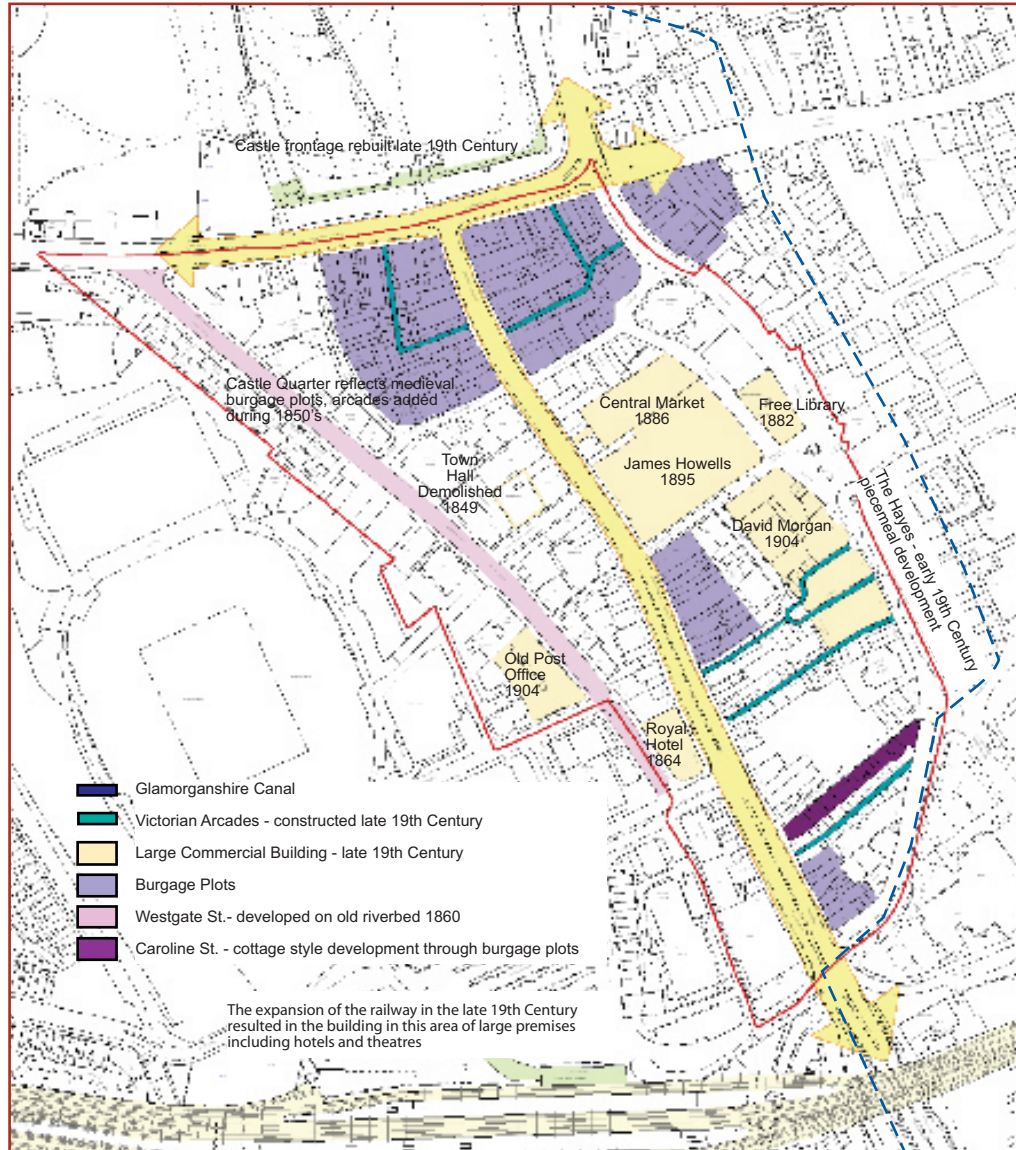 Castle frontage rebuilt late 19th Century
Castle Quarter reflects medieval
burgage plots, arcades added
during 1850's
Central Market
1886
Free Library
1882
Town
Hall
Demolished
1849
James Howells
1895
David Morgan
1904
The Hayes - early 19th Century
piecemeal development
Old Post
Office
1904
Royal
Hotel
1864
Glamorganshire Canal
Victorian Arcades - constructed late 19th Century
Large Commercial Building - late 19th Century
Burgage Plots
Westgate St.- developed on old riverbed 1860
Caroline St. - cottage style development through burgage plots
The expansion of the railway in the late 19th Century
resulted in the building in this area of large premises
including hotels and theatres